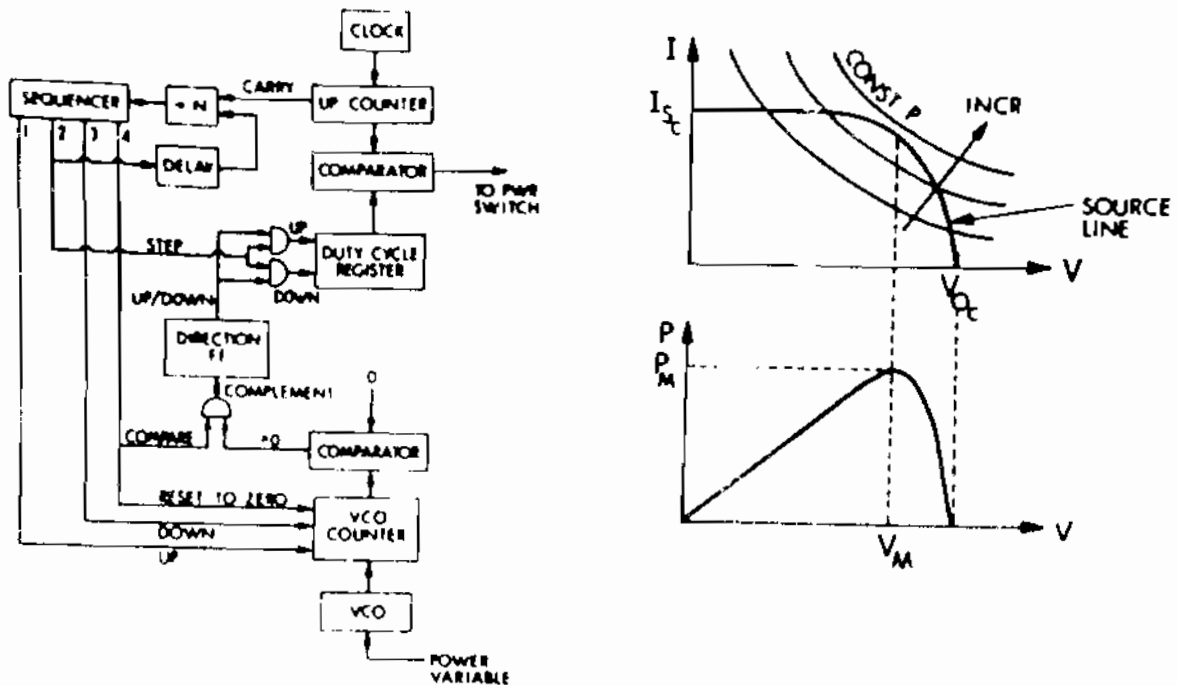 CLOCK
CARRY
SEQUENCER
÷ N
UP COUNTER
1
2
3
4
DELAY
COMPARATOR
TO PWR
SWITCH
UP
STEP
DUTY CYCLE
REGISTER
UP/DOWN
DOWN
DIRECTION
FF
COMPLEMENT
0
COMPARE
COMPARATOR
RESET TO ZERO
VCO
COUNTER
DOWN
UP
VCO
POWER
VARIABLE
I
CONST P
INCR
Isc
SOURCE
LINE
V
Voc
P
PM
VM
V